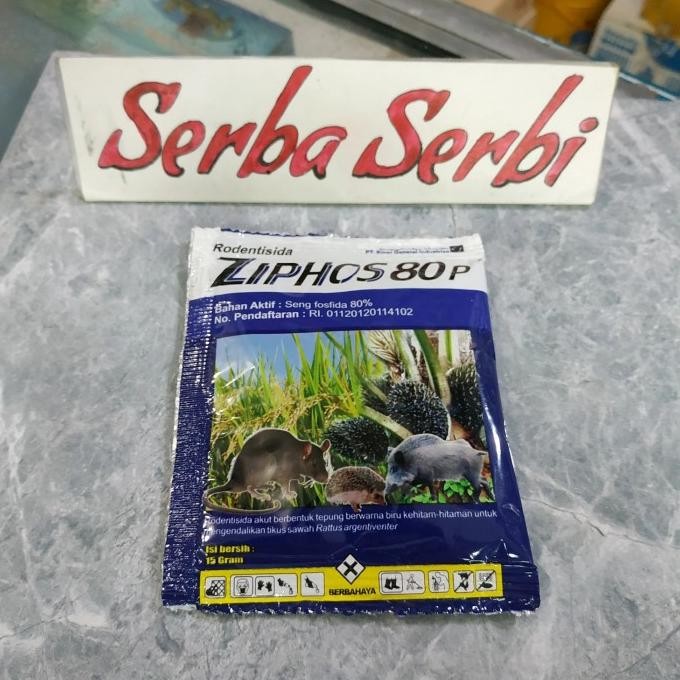 Serba Serbi
Rodentisida
ZIPHOS 80 P
Bahan Aktif : Seng fosfida 80%
No. Pendaftaran : RI. 01120120114102
Rodentisida akut berbentuk tepung berwarna biru kehitam-hitaman untuk
mengendalikan tikus sawah Rattus argentiventer
Isi bersih :
15 Gram
BERBAHAYA